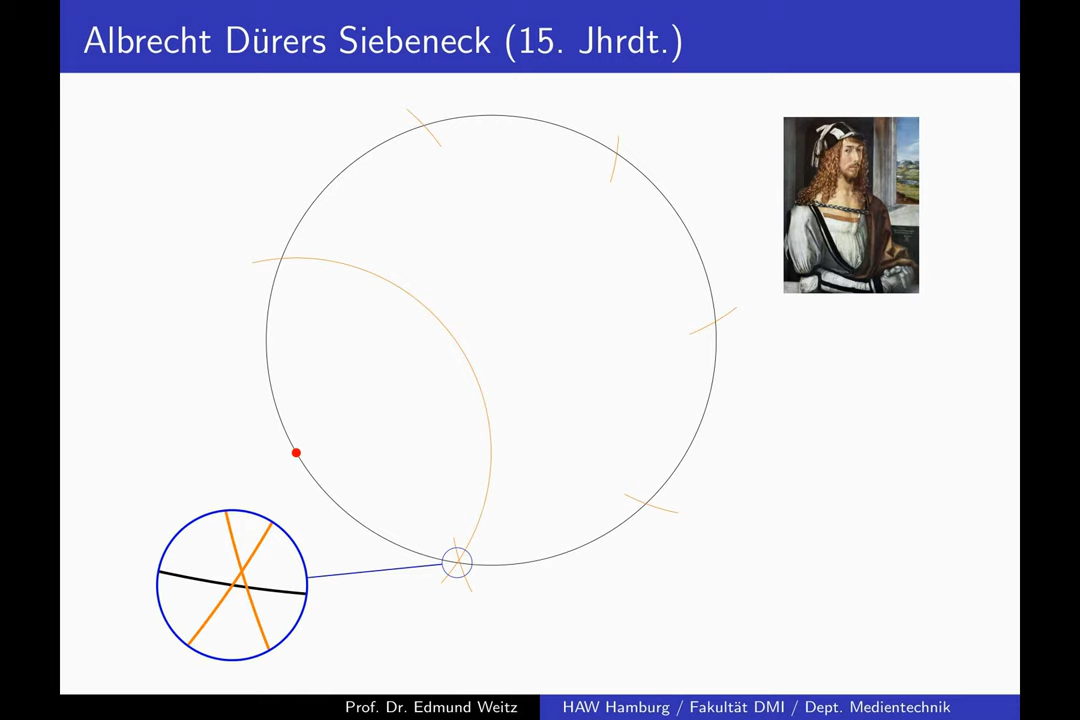 Albrecht Dürers Siebeneck (15. Jhrdt.)
Prof. Dr. Edmund Weitz
HAW Hamburg / Fakultät DMI / Dept. Medientechnik